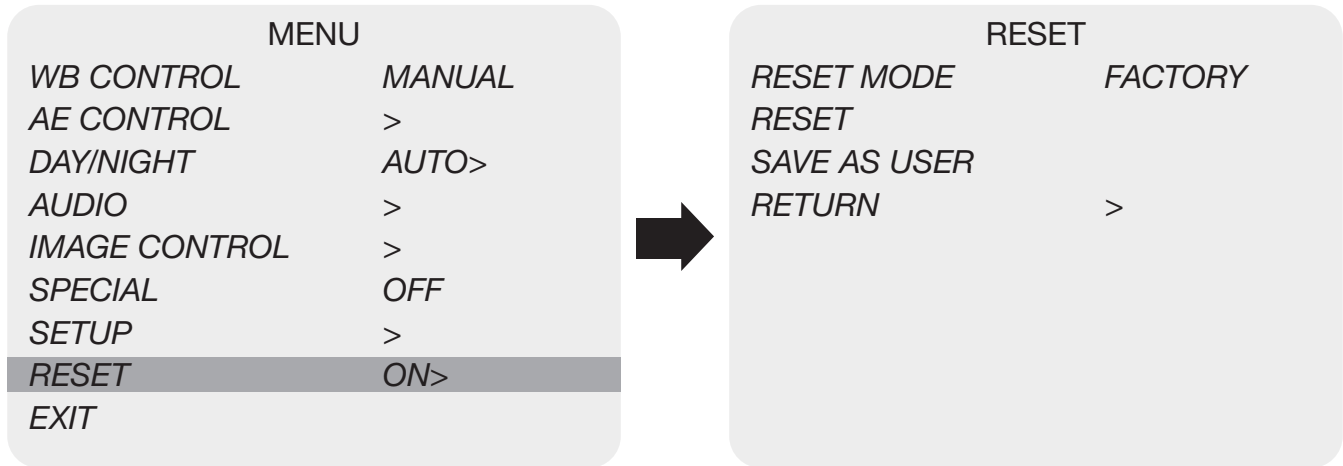 MENU
WB CONTROL MANUAL
AE CONTROL >
DAY/NIGHT AUTO>
AUDIO >
IMAGE CONTROL >
SPECIAL OFF
SETUP >
RESET ON>
EXIT
RESET
RESET MODE FACTORY
RESET
SAVE AS USER
RETURN >